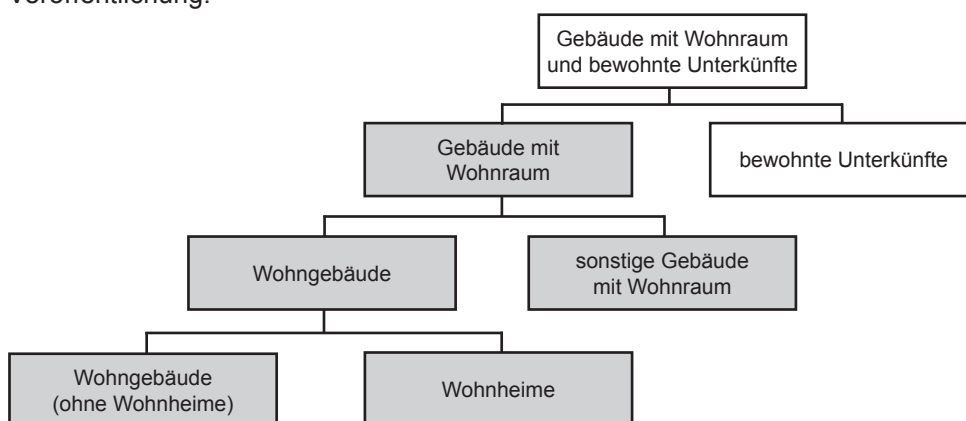 Gebäude mit Wohnraum
und bewohnte Unterkünfte
Gebäude mit
Wohnraum
bewohnte Unterkünfte
Wohngebäude
sonstige Gebäude
mit Wohnraum
Wohngebäude
(ohne Wohnheime)
Wohnheime